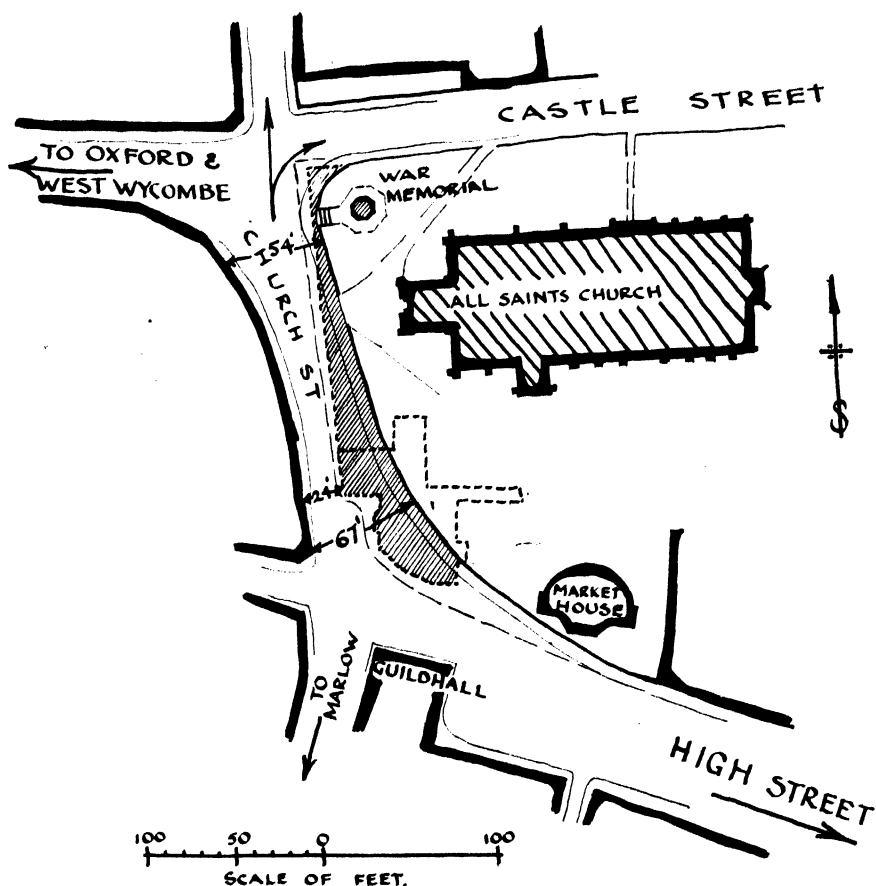 CASTLE STREET
TO OXFORD &
WEST WYCOMBE
WAR
MEMORIAL
CHURCH ST
54'
ALL SAINTS CHURCH
24'
67'
MARKET
HOUSE
S
TO
MARLOW
GUILDHALL
HIGH STREET
100 50 0 100
SCALE OF FEET.